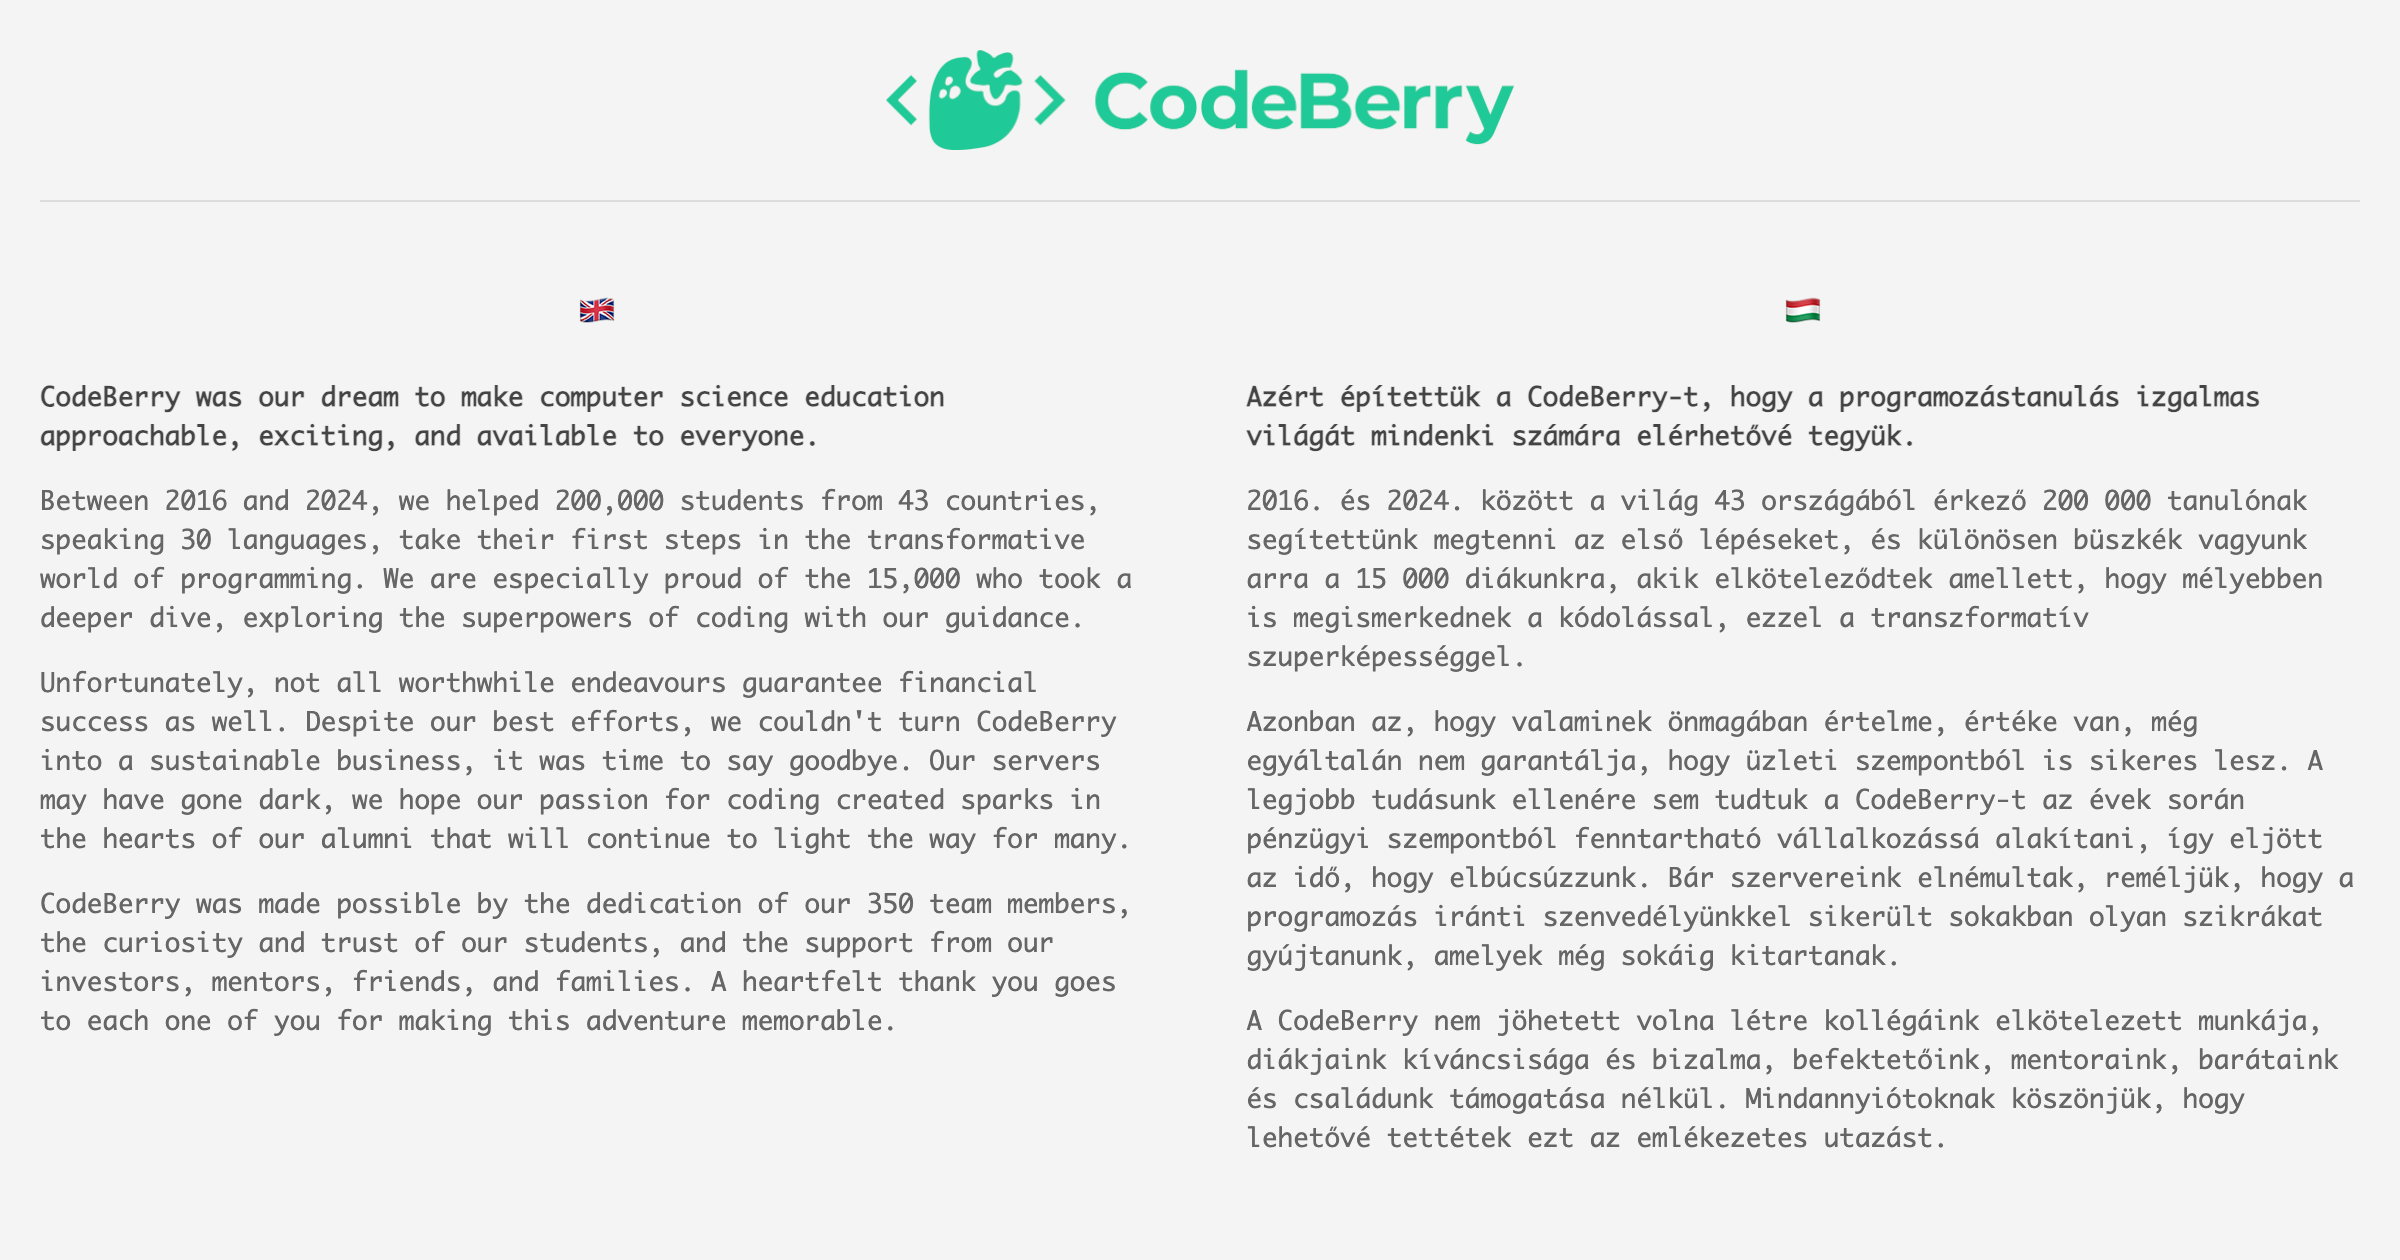 CodeBerry
CodeBerry was our dream to make computer science education
approachable, exciting, and available to everyone.
Between 2016 and 2024, we helped 200,000 students from 43 countries,
speaking 30 languages, take their first steps in the transformative
world of programming. We are especially proud of the 15,000 who took a
deeper dive, exploring the superpowers of coding with our guidance.
Unfortunately, not all worthwhile endeavours guarantee financial
success as well. Despite our best efforts, we couldn't turn CodeBerry
into a sustainable business, it was time to say goodbye. Our servers
may have gone dark, we hope our passion for coding created sparks in
the hearts of our alumni that will continue to light the way for many.
CodeBerry was made possible by the dedication of our 350 team members,
the curiosity and trust of our students, and the support from our
investors, mentors, friends, and families. A heartfelt thank you goes
to each one of you for making this adventure memorable.
Azért építettük a CodeBerry-t, hogy a programozástanulás izgalmas
világát mindenki számára elérhetővé tegyük.
2016. és 2024. között a világ 43 országából érkező 200 000 tanulónak
segítettünk megtenni az első lépéseket, és különösen büszkék vagyunk
arra a 15 000 diákunkra, akik elköteleződtek amellett, hogy mélyebben
is megismerkednek a kódolással, ezzel a transzformatív
szuperképességgel.
Azonban az, hogy valaminek önmagában értelme, értéke van, még
egyáltalán nem garantálja, hogy üzleti szempontból is sikeres lesz. A
legjobb tudásunk ellenére sem tudtuk a CodeBerry-t az évek során
pénzügyi szempontból fenntartható vállalkozássá alakítani, így eljött
az idő, hogy elbúcsúzzunk. Bár szervereink elnémultak, reméljük, hogy a
programozás iránti szenvedélyünkkel sikerült sokakban olyan szikrákat
gyújtanunk, amelyek még sokáig kitartanak.
A CodeBerry nem jöhetett volna létre kollégáink elkötelezett munkája,
diákjaink kíváncsisága és bizalma, befektetőink, mentoraink, barátaink
és családunk támogatása nélkül. Mindannyiótoknak köszönjük, hogy
lehetővé tettétek ezt az emlékezetes utazást.